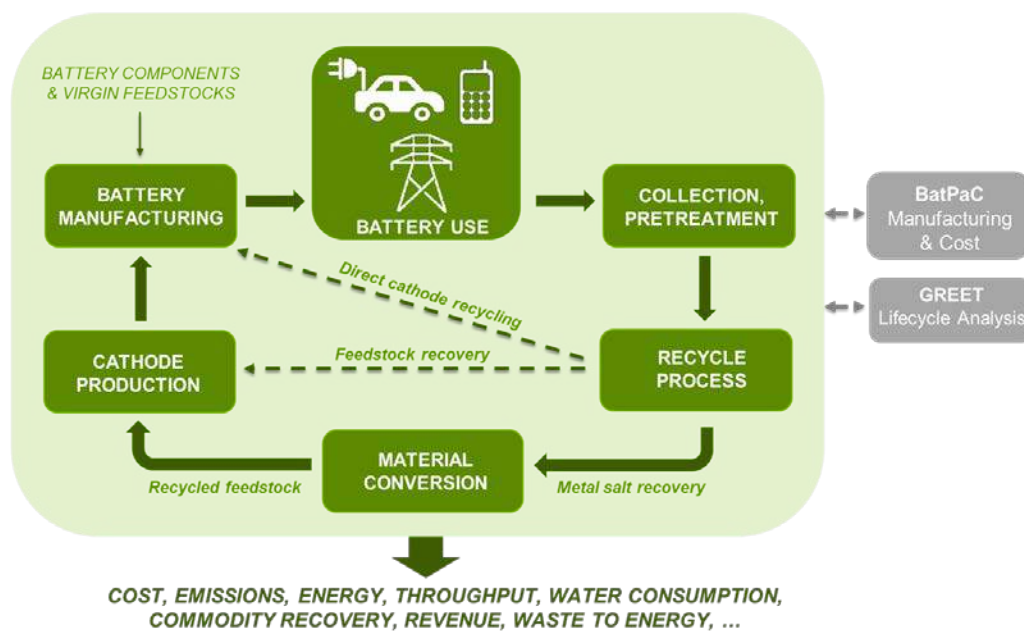 BATTERY COMPONENTS
& VIRGIN FEEDSTOCKS
BATTERY
MANUFACTURING
BATTERY USE
COLLECTION,
PRETREATMENT
BatPaC
Manufacturing
& Cost
GREET
Lifecycle Analysis
Direct cathode recycling
Feedstock recovery
CATHODE
PRODUCTION
RECYCLE
PROCESS
MATERIAL
CONVERSION
Recycled feedstock
Metal salt recovery
COST, EMISSIONS, ENERGY, THROUGHPUT, WATER CONSUMPTION,
COMMODITY RECOVERY, REVENUE, WASTE TO ENERGY, ...